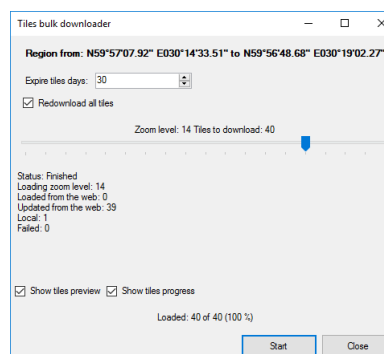 Tiles bulk downloader
Region from: N59°57'07.92" E030°14'33.51" to N59°56'48.68" E030°19'02.27"
Expire tiles days: 30
Redownload all tiles
Zoom level: 14 Tiles to download: 40
Status: Finished
Loading zoom level: 14
Loaded from the web: 0
Updated from the web: 39
Local: 1
Failed: 0
Show tiles preview Show tiles progress
Loaded: 40 of 40 (100 %)
Start Close